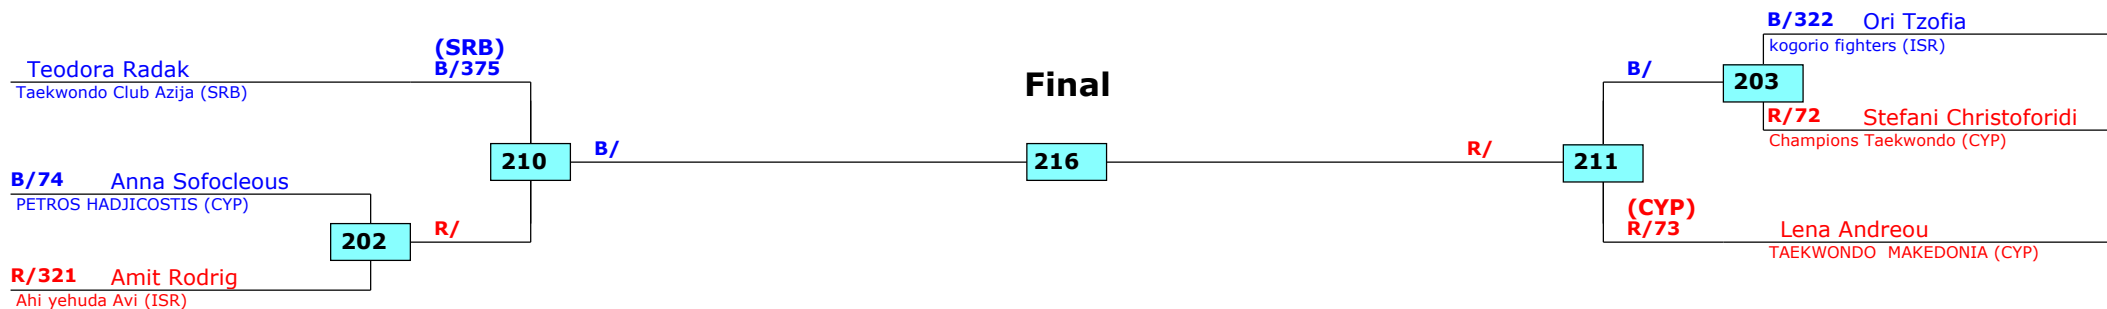 (SRB)
Teodora Radak B/375
Taekwondo Club Azija (SRB)
210 B/
B/74 Anna Sofocleous
PETROS HADJICOSTIS (CYP)
202 R/
R/321 Amit Rodrig
Ahi yehuda Avi (ISR)
Final
216
B/322 Ori Tzofia
kogorio fighters (ISR)
B/ 203
R/72 Stefani Christoforidi
Champions Taekwondo (CYP)
R/ 211
(CYP)
R/73 Lena Andreou
TAEKWONDO  MAKEDONIA (CYP)